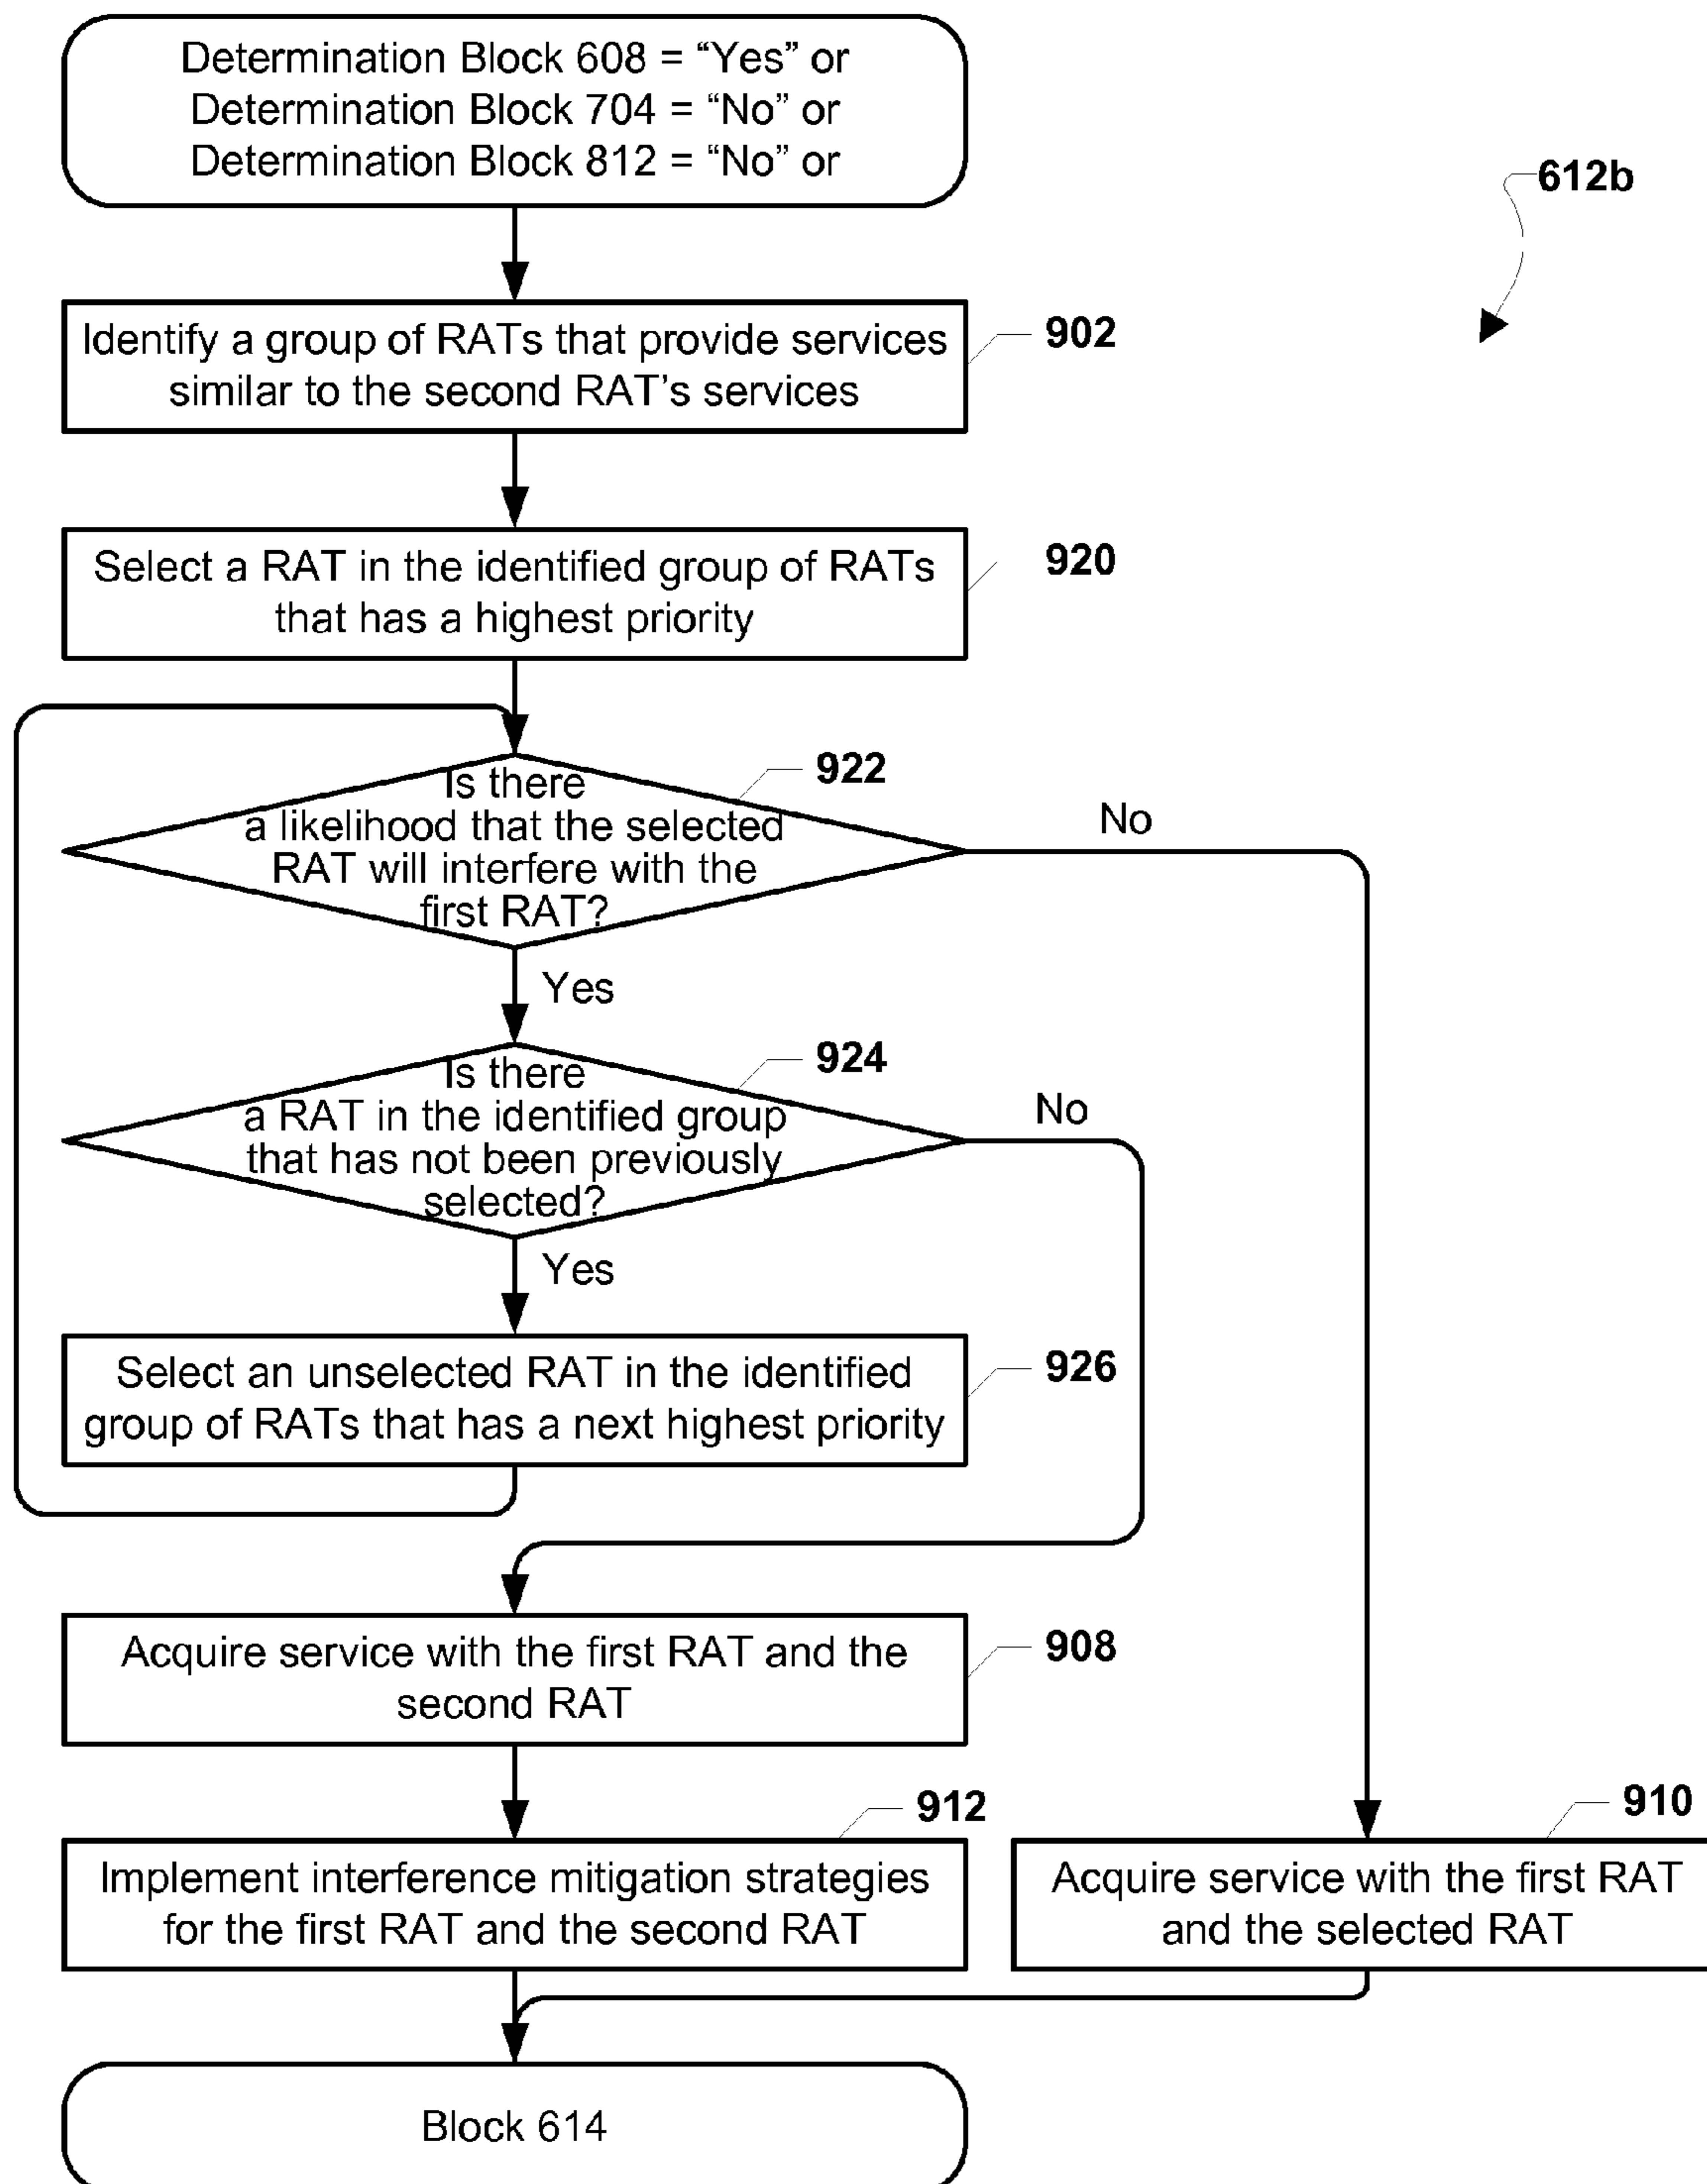 Determination Block 608 = “Yes” or
Determination Block 704 = “No” or
Determination Block 812 = “No” or
612b
Identify a group of RATs that provide services
similar to the second RAT’s services
902
Select a RAT in the identified group of RATs
that has a highest priority
920
Is there
a likelihood that the selected
RAT will interfere with the
first RAT?
922
No
Yes
Is there
a RAT in the identified group
that has not been previously
selected?
924
No
Yes
Select an unselected RAT in the identified
group of RATs that has a next highest priority
926
Acquire service with the first RAT and the
second RAT
908
Implement interference mitigation strategies
for the first RAT and the second RAT
912
Acquire service with the first RAT
and the selected RAT
910
Block 614